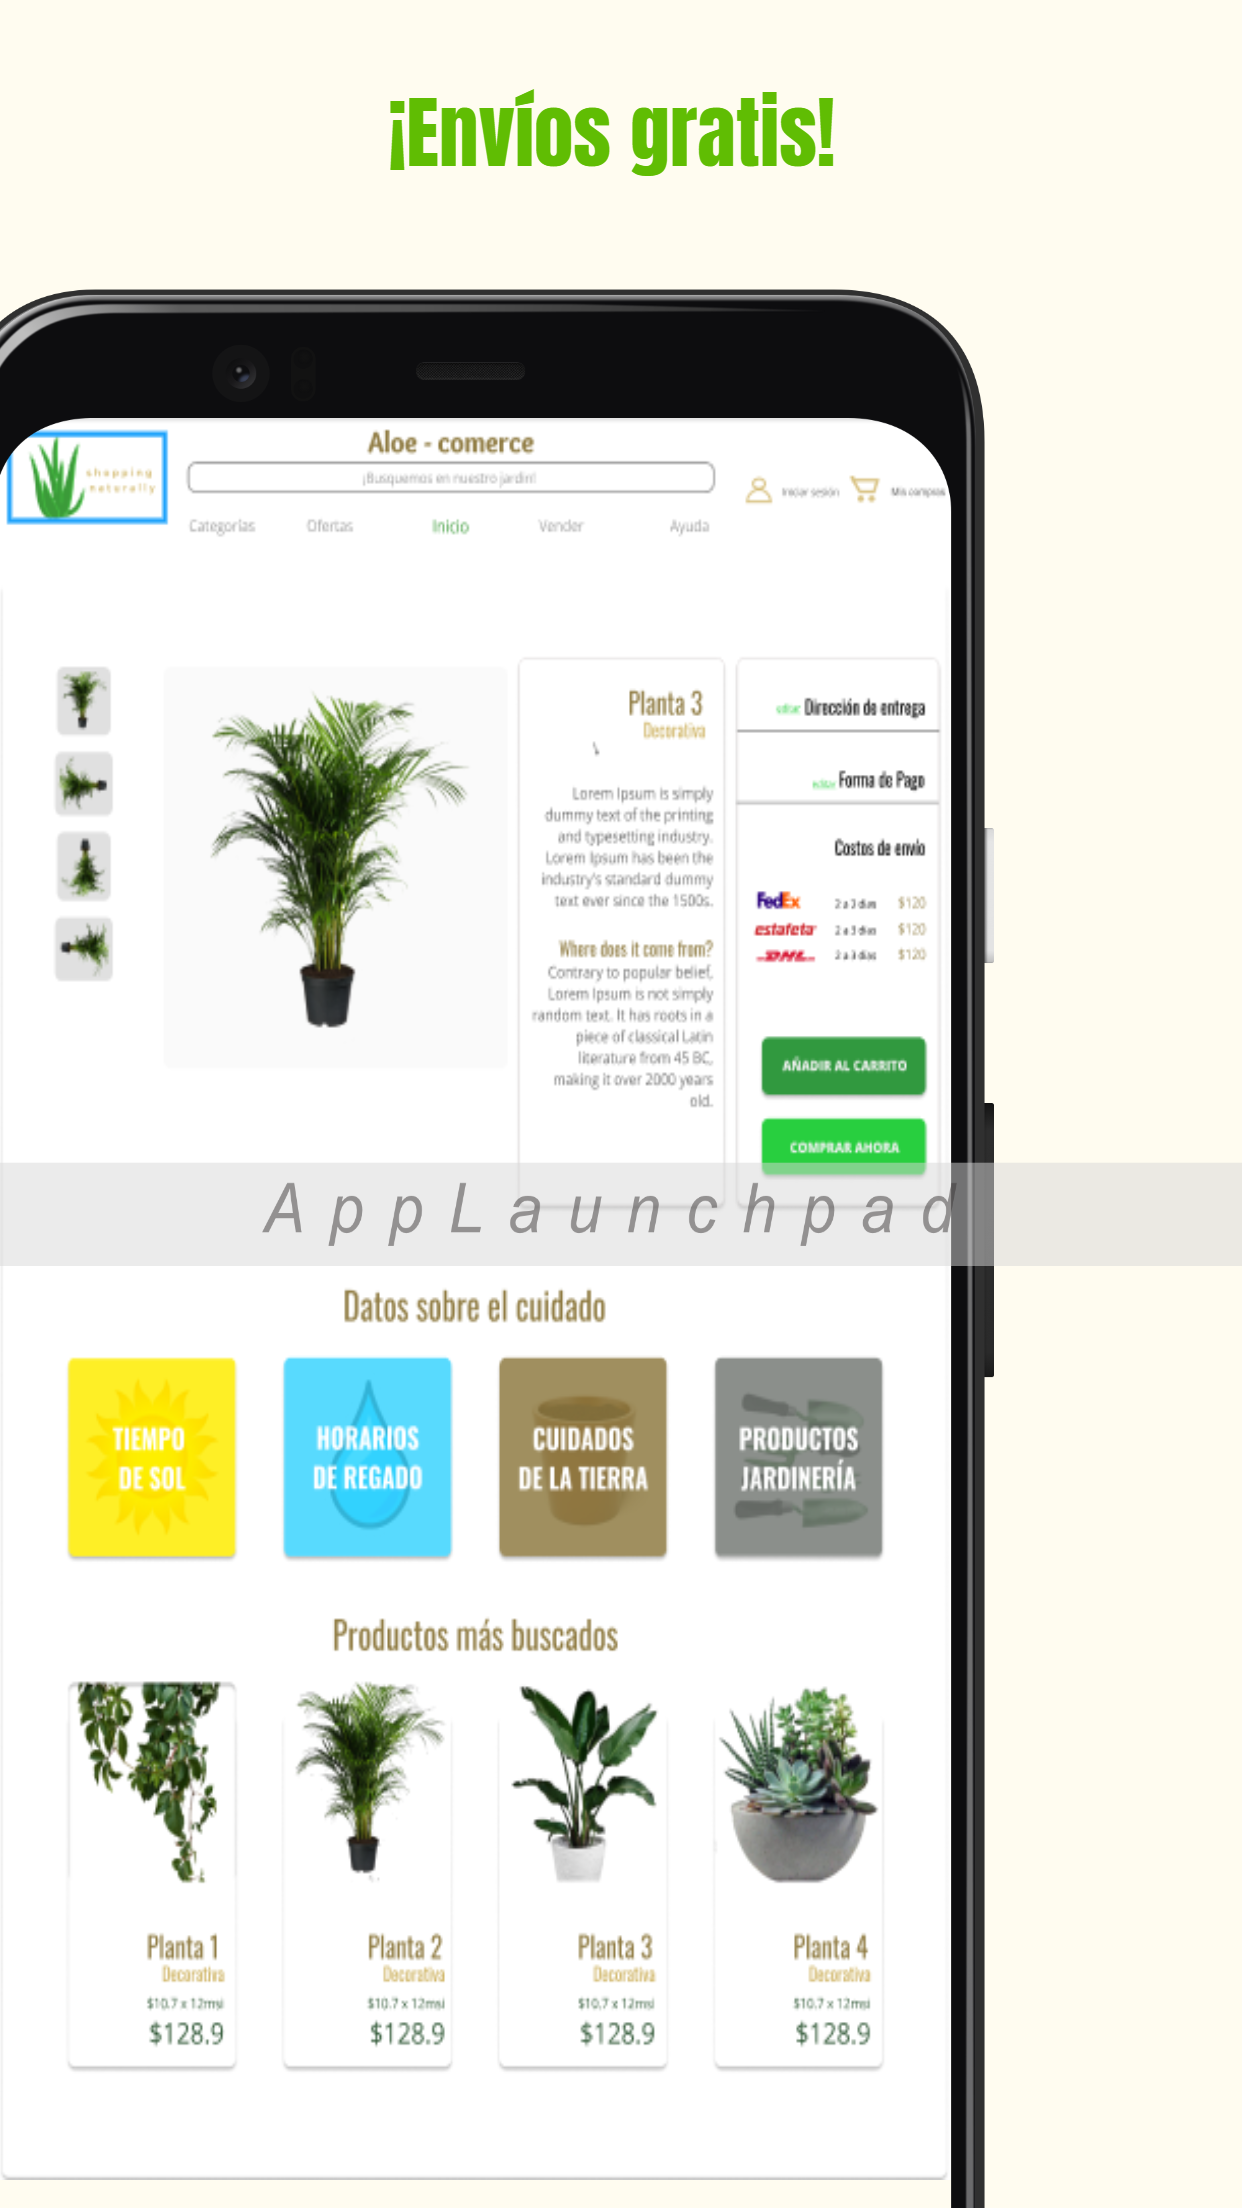 ¡Envíos gratis!
Aloe - comerce
shopping
naturally
¡Busquemos en nuestro jardin!
Iniciar sesión
Mis compras
Categorías
Ofertas
Inicio
Vender
Ayuda
Planta 3
Decorativa
Lorem Ipsum is simply
dummy text of the printing
and typesetting industry.
Lorem Ipsum has been the
industry's standard dummy
text ever since the 1500s.
Where does it come from?
Contrary to popular belief,
Lorem Ipsum is not simply
random text. It has roots in a
piece of classical Latin
literature from 45 BC,
making it over 2000 years
old.
editar Dirección de entrega
editar Forma de Pago
Costos de envío
FedEx 2 a 3 días $120
estafeta 2 a 3 días $120
DHL 2 a 3 días $120
AÑADIR AL CARRITO
COMPRAR AHORA
AppLaunchpad
Datos sobre el cuidado
TIEMPO
DE SOL
HORARIOS
DE REGADO
CUIDADOS
DE LA TIERRA
PRODUCTOS
JARDINERÍA
Productos más buscados
Planta 1
Decorativa
$10.7 x 12msi
$128.9
Planta 2
Decorativa
$10.7 x 12msi
$128.9
Planta 3
Decorativa
$10.7 x 12msi
$128.9
Planta 4
Decorativa
$10.7 x 12msi
$128.9